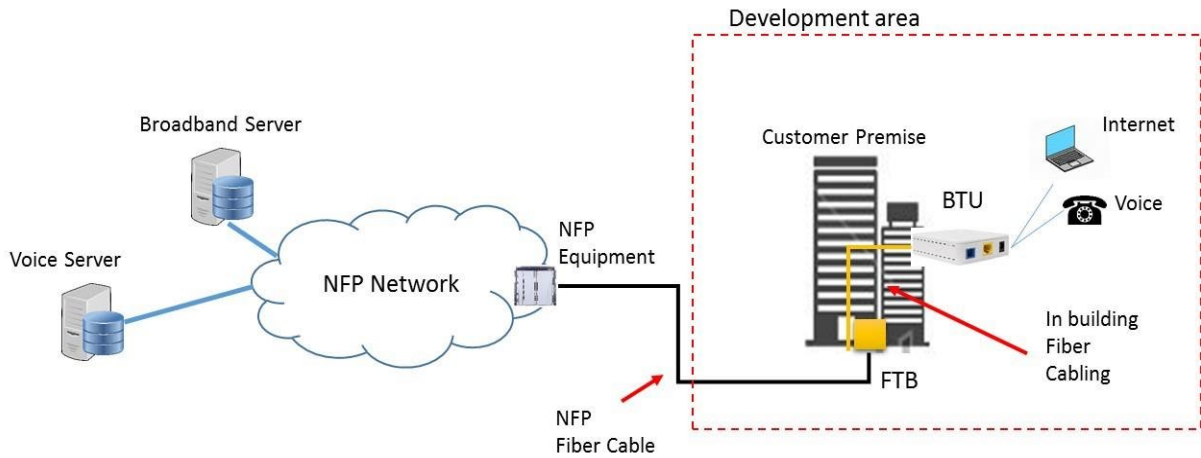 Development area
Broadband Server
Customer Premise
Internet
BTU
Voice
NFP
Equipment
Voice Server
NFP Network
In building
Fiber
Cabling
FTB
NFP
Fiber Cable